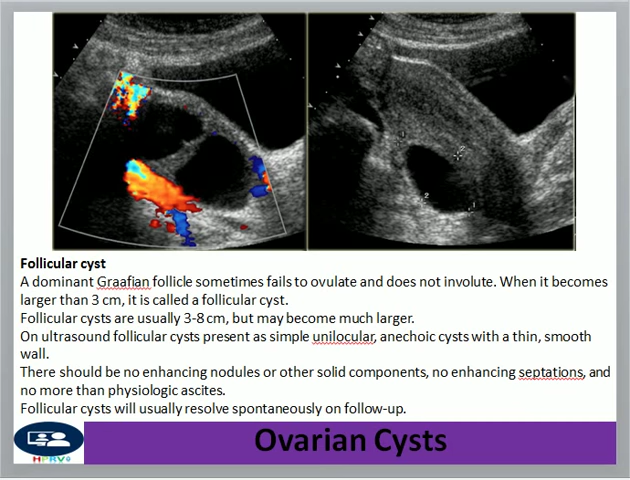 Follicular cyst
A dominant Graafian follicle sometimes fails to ovulate and does not involute. When it becomes
larger than 3 cm, it is called a follicular cyst.
Follicular cysts are usually 3-8 cm, but may become much larger.
On ultrasound follicular cysts present as simple unilocular, anechoic cysts with a thin, smooth
wall.
There should be no enhancing nodules or other solid components, no enhancing septations, and
no more than physiologic ascites.
Follicular cysts will usually resolve spontaneously on follow-up.
Ovarian Cysts